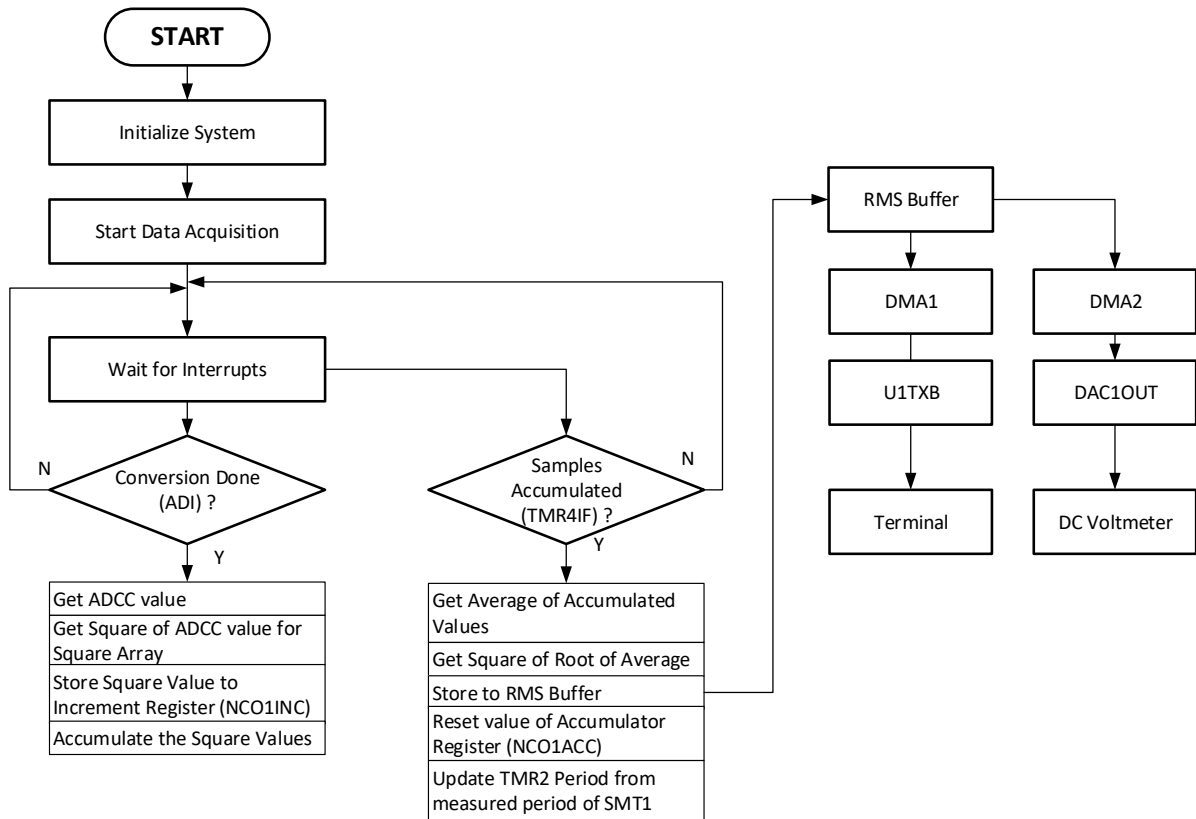 START
Initialize System
Start Data Acquisition
Wait for Interrupts
N
Conversion Done
(ADI) ?
Y
Get ADCC value
Get Square of ADCC value for
Square Array
Store Square Value to
Increment Register (NCO1INC)
Accumulate the Square Values
Samples
Accumulated
(TMR4IF) ?
N
Y
Get Average of Accumulated
Values
Get Square of Root of Average
Store to RMS Buffer
Reset value of Accumulator
Register (NCO1ACC)
Update TMR2 Period from
measured period of SMT1
RMS Buffer
DMA1
U1TXB
Terminal
DMA2
DAC1OUT
DC Voltmeter